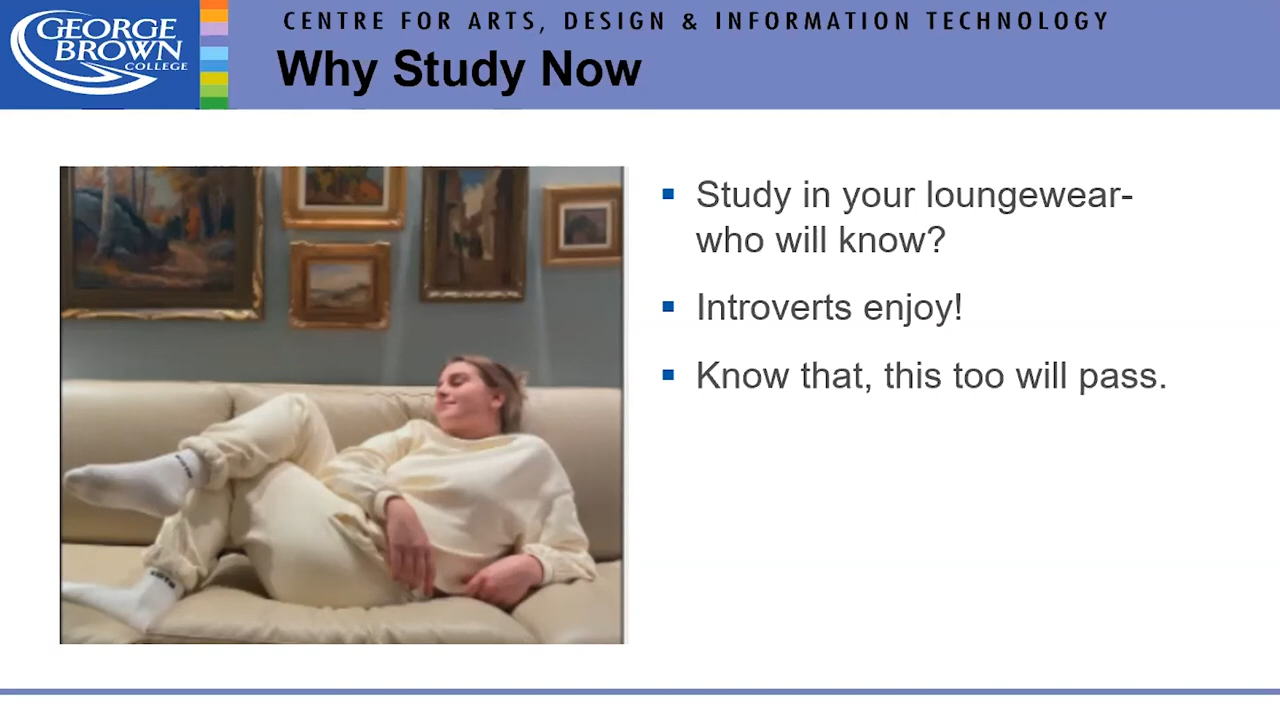 GEORGE
BROWN
COLLEGE
CENTRE FOR ARTS, DESIGN & INFORMATION TECHNOLOGY
Why Study Now
▪ Study in your loungewear-
who will know?
▪ Introverts enjoy!
▪ Know that, this too will pass.